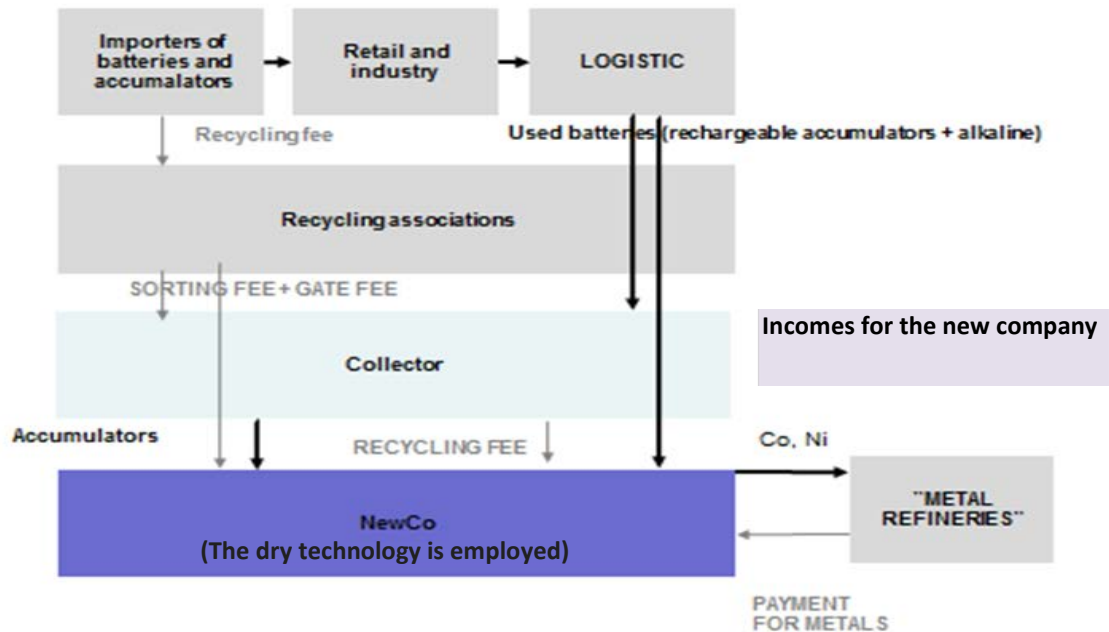 Importers of
batteries and
accumalators
Retail and
industry
LOGISTIC
Recycling fee
Used batteries (rechargeable accumulators + alkaline)
Recycling associations
SORTING FEE + GATE FEE
Incomes for the new company
Collector
Accumulators
RECYCLING FEE
Co, Ni
"METAL
REFINERIES"
NewCo
(The dry technology is employed)
PAYMENT
FOR METALS